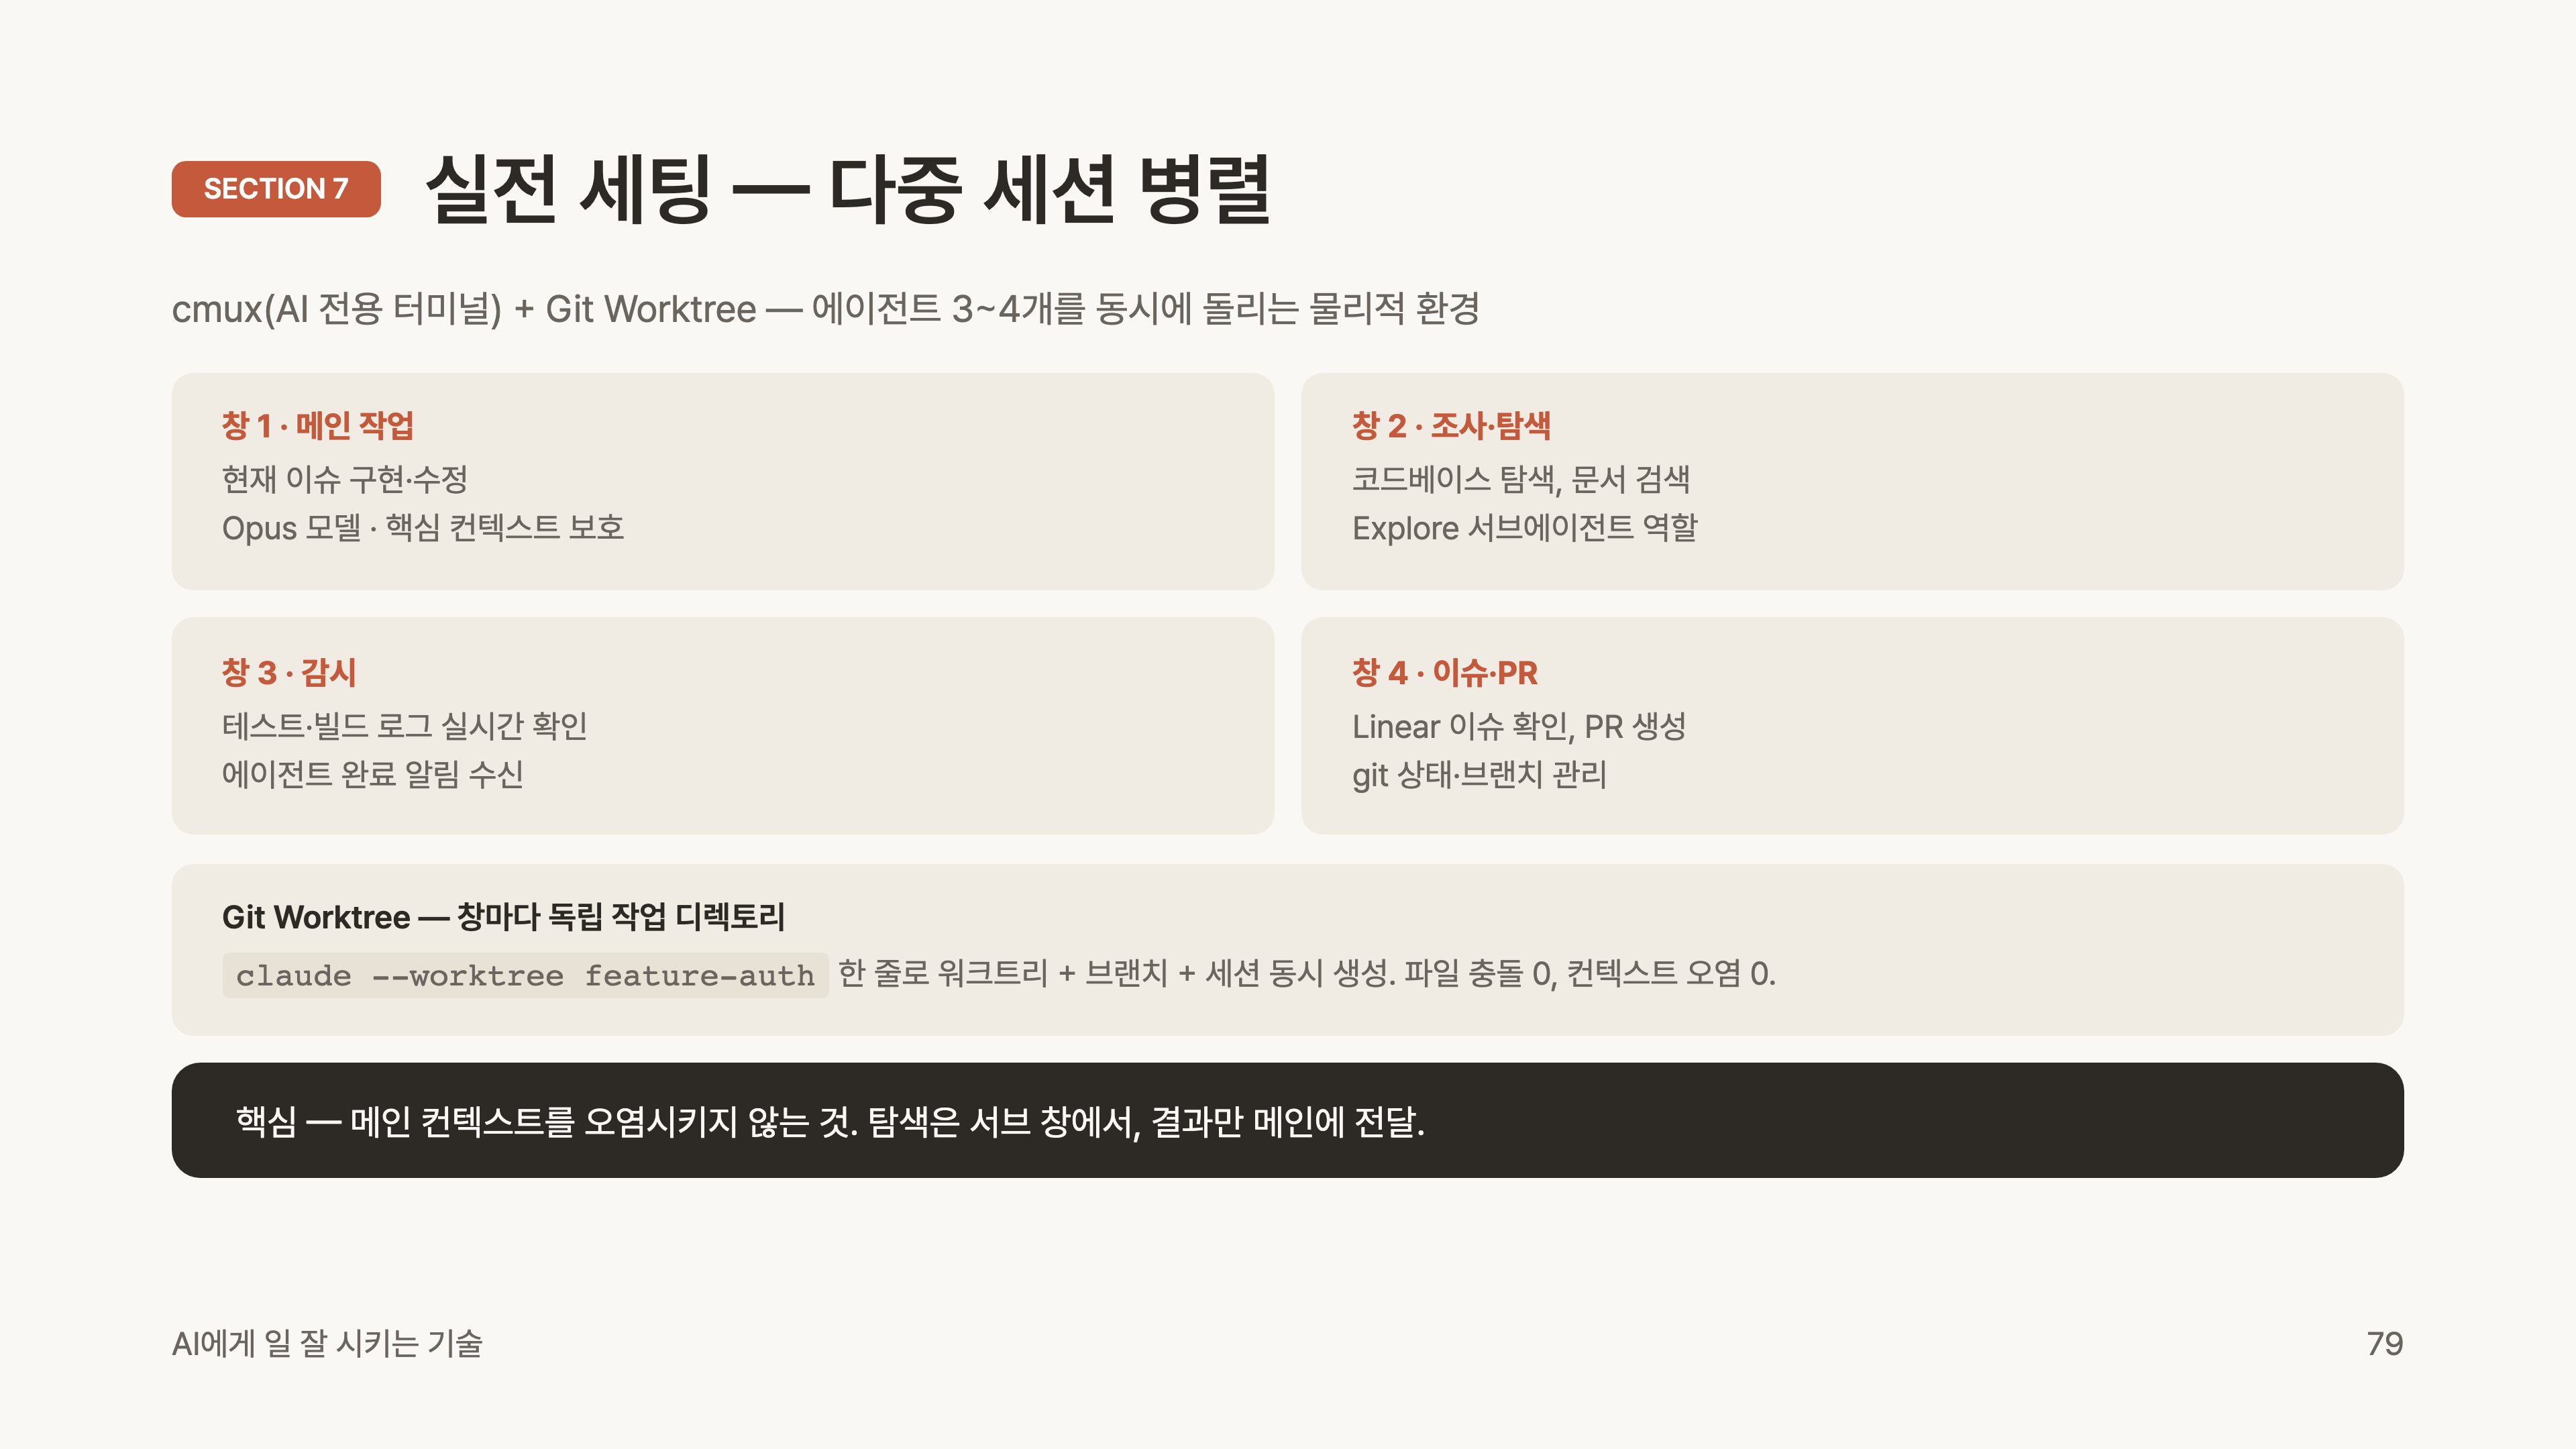 SECTION 7
실전 세팅 — 다중 세션 병렬
cmux(AI 전용 터미널) + Git Worktree — 에이전트 3~4개를 동시에 돌리는 물리적 환경
창 1 · 메인 작업
현재 이슈 구현·수정
Opus 모델 · 핵심 컨텍스트 보호
창 2 · 조사·탐색
코드베이스 탐색, 문서 검색
Explore 서브에이전트 역할
창 3 · 감시
테스트·빌드 로그 실시간 확인
에이전트 완료 알림 수신
창 4 · 이슈·PR
Linear 이슈 확인, PR 생성
git 상태·브랜치 관리
Git Worktree — 창마다 독립 작업 디렉토리
claude --worktree feature-auth 한 줄로 워크트리 + 브랜치 + 세션 동시 생성. 파일 충돌 0, 컨텍스트 오염 0.
핵심 — 메인 컨텍스트를 오염시키지 않는 것. 탐색은 서브 창에서, 결과만 메인에 전달.
AI에게 일 잘 시키는 기술
79